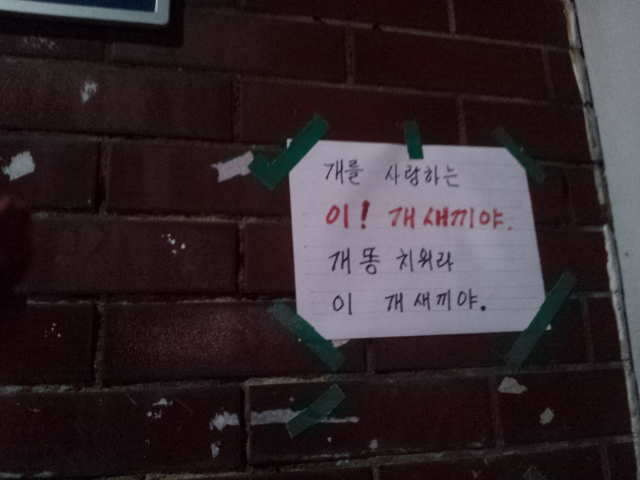 개를 사랑하는
이! 개새끼야.
개똥 치워라
이 개새끼야.